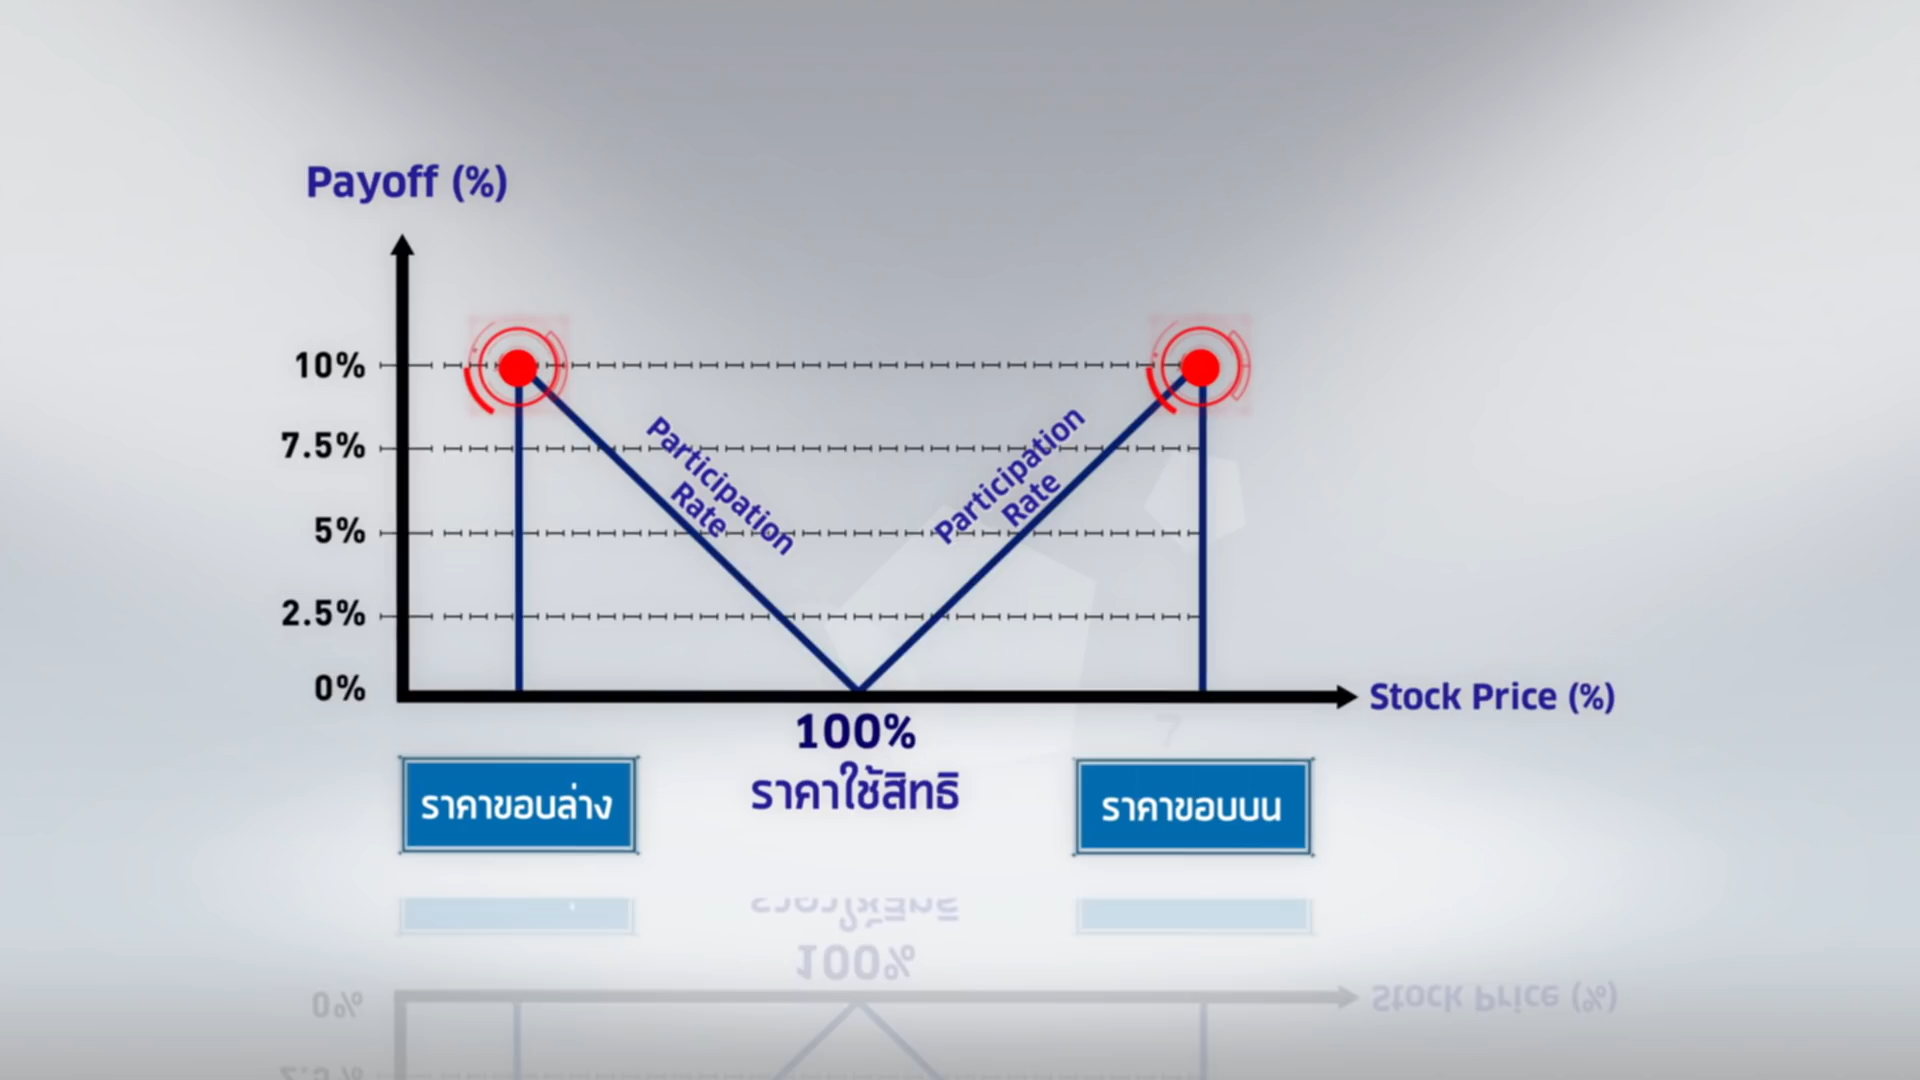 Payoff (%)
10%
7.5%
5%
2.5%
0%
Participation
Rate
Participation
Rate
Stock Price (%)
100%
ราคาใช้สิทธิ
ราคาขอบล่าง
ราคาขอบบน